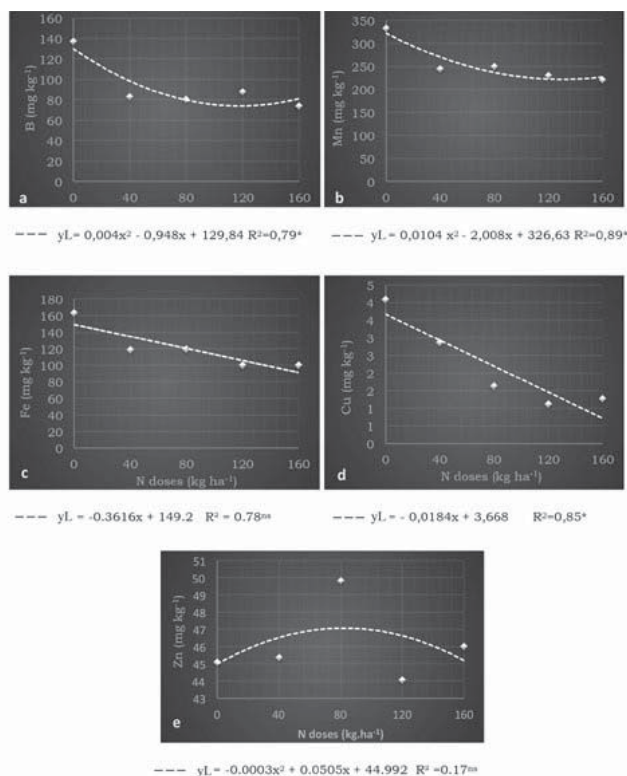 160
140
120
100
80
60
40
20
0
B (mg kg⁻¹)
a
0 40 80 120 160
350
300
250
200
150
100
50
0
Mn (mg kg⁻¹)
b
0 40 80 120 160
yL= 0,004x² - 0,948x + 129,84 R²=0,79*
yL= 0,0104 x² - 2,008x + 326,63 R²=0,89*
180
160
140
120
100
80
60
40
20
0
Fe (mg kg⁻¹)
c
0 40 80 120 160
N doses (kg ha⁻¹)
5
4
4
3
3
2
2
1
1
0
Cu (mg kg⁻¹)
d
0 40 80 120 160
N doses (kg ha⁻¹)
yL = -0.3616x + 149.2 R² = 0.78ⁿˢ
yL = - 0,0184x + 3,668 R²=0,85*
51
50
49
48
47
46
45
44
43
Zn (mg kg⁻¹)
e
0 40 80 120 160
N doses (kg.ha⁻¹)
yL = -0.0003x² + 0.0505x + 44.992 R² =0.17ⁿˢ